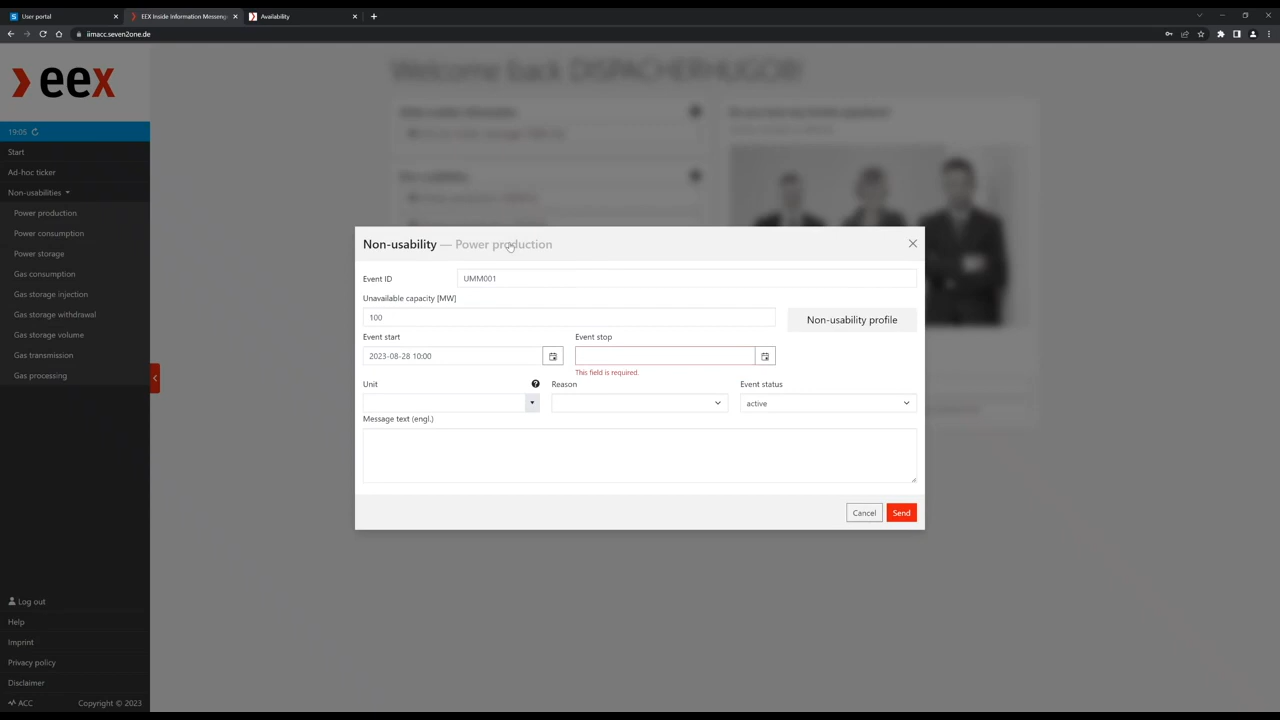 User portal
EEX Inside Information Messeng
Availability
iimacc.seven2one.de
eex
19:05
Start
Ad-hoc ticker
Non-usabilities
Power production
Power consumption
Power storage
Gas consumption
Gas storage injection
Gas storage withdrawal
Gas storage volume
Gas transmission
Gas processing
Log out
Help
Imprint
Privacy policy
Disclaimer
ACC Copyright © 2023
Welcome back DISPACHERHUGOR!
Non-usability — Power production
Event ID
UMM001
Unavailable capacity [MW]
100
Non-usability profile
Event start
Event stop
2023-08-28 10:00
This field is required.
Unit
Reason
Event status
active
Message text (engl.)
Cancel
Send